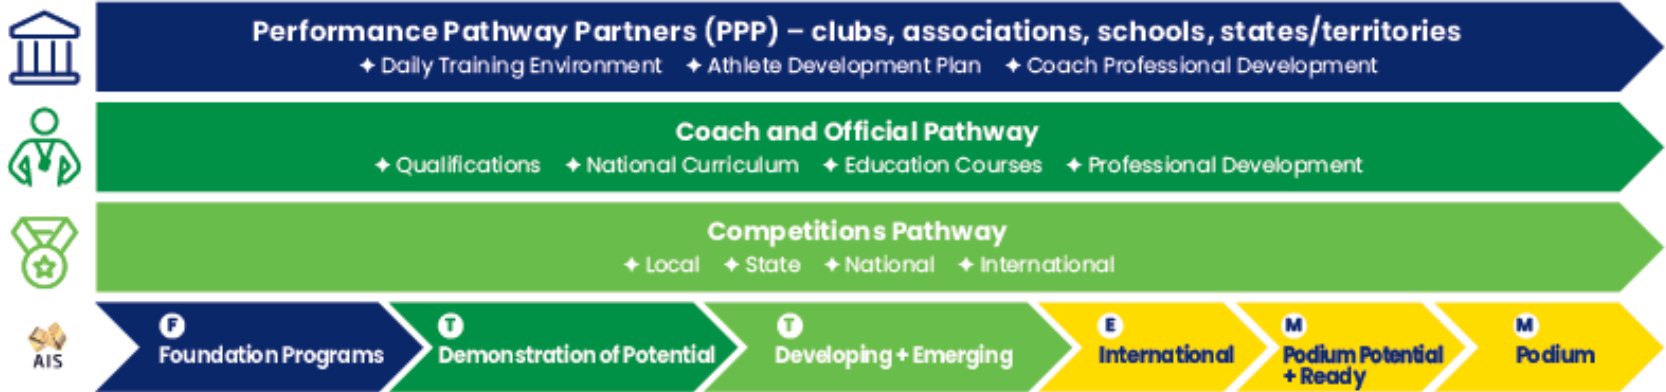 Performance Pathway Partners (PPP) – clubs, associations, schools, states/territories
✦ Daily Training Environment ✦ Athlete Development Plan ✦ Coach Professional Development
Coach and Official Pathway
✦ Qualifications ✦ National Curriculum ✦ Education Courses ✦ Professional Development
Competitions Pathway
✦ Local ✦ State ✦ National ✦ International
AIS
F
Foundation Programs
T
Demonstration of Potential
T
Developing + Emerging
E
International
M
Podium Potential
+ Ready
M
Podium